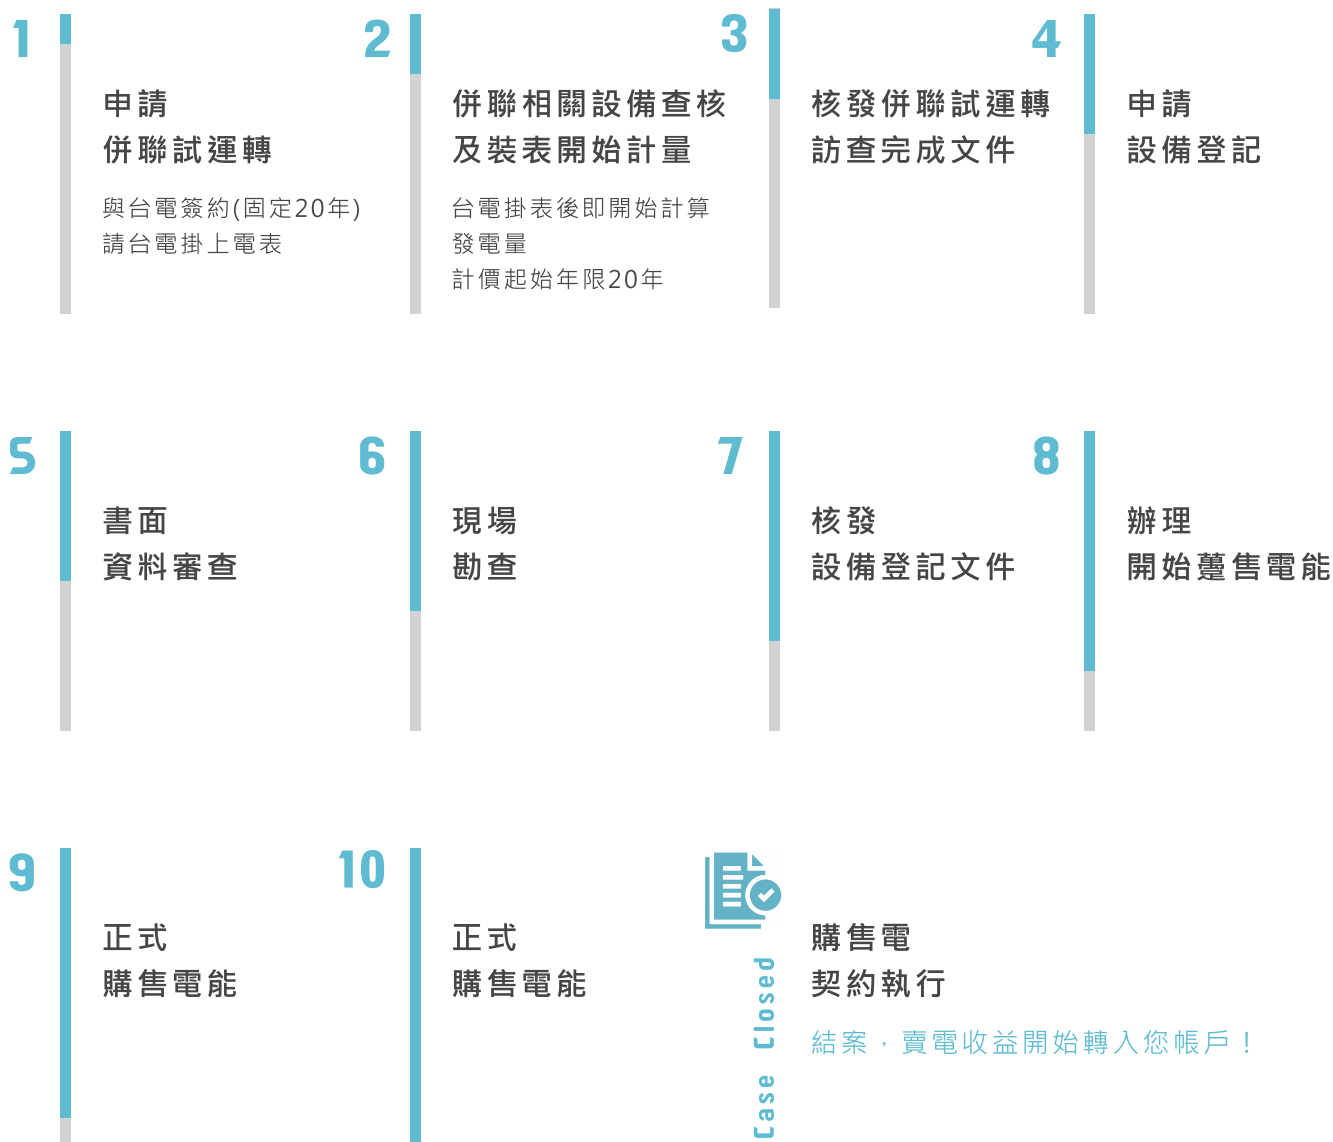 1
申請
併聯試運轉
與台電簽約(固定20年)
請台電掛上電表
2
併聯相關設備查核
及裝表開始計量
台電掛表後即開始計算
發電量
計價起始年限20年
3
核發併聯試運轉
訪查完成文件
4
申請
設備登記
5
書面
資料審查
6
現場
勘查
7
核發
設備登記文件
8
辦理
開始躉售電能
9
正式
購售電能
10
正式
購售電能
Case Closed
購售電
契約執行
結案，賣電收益開始轉入您帳戶！